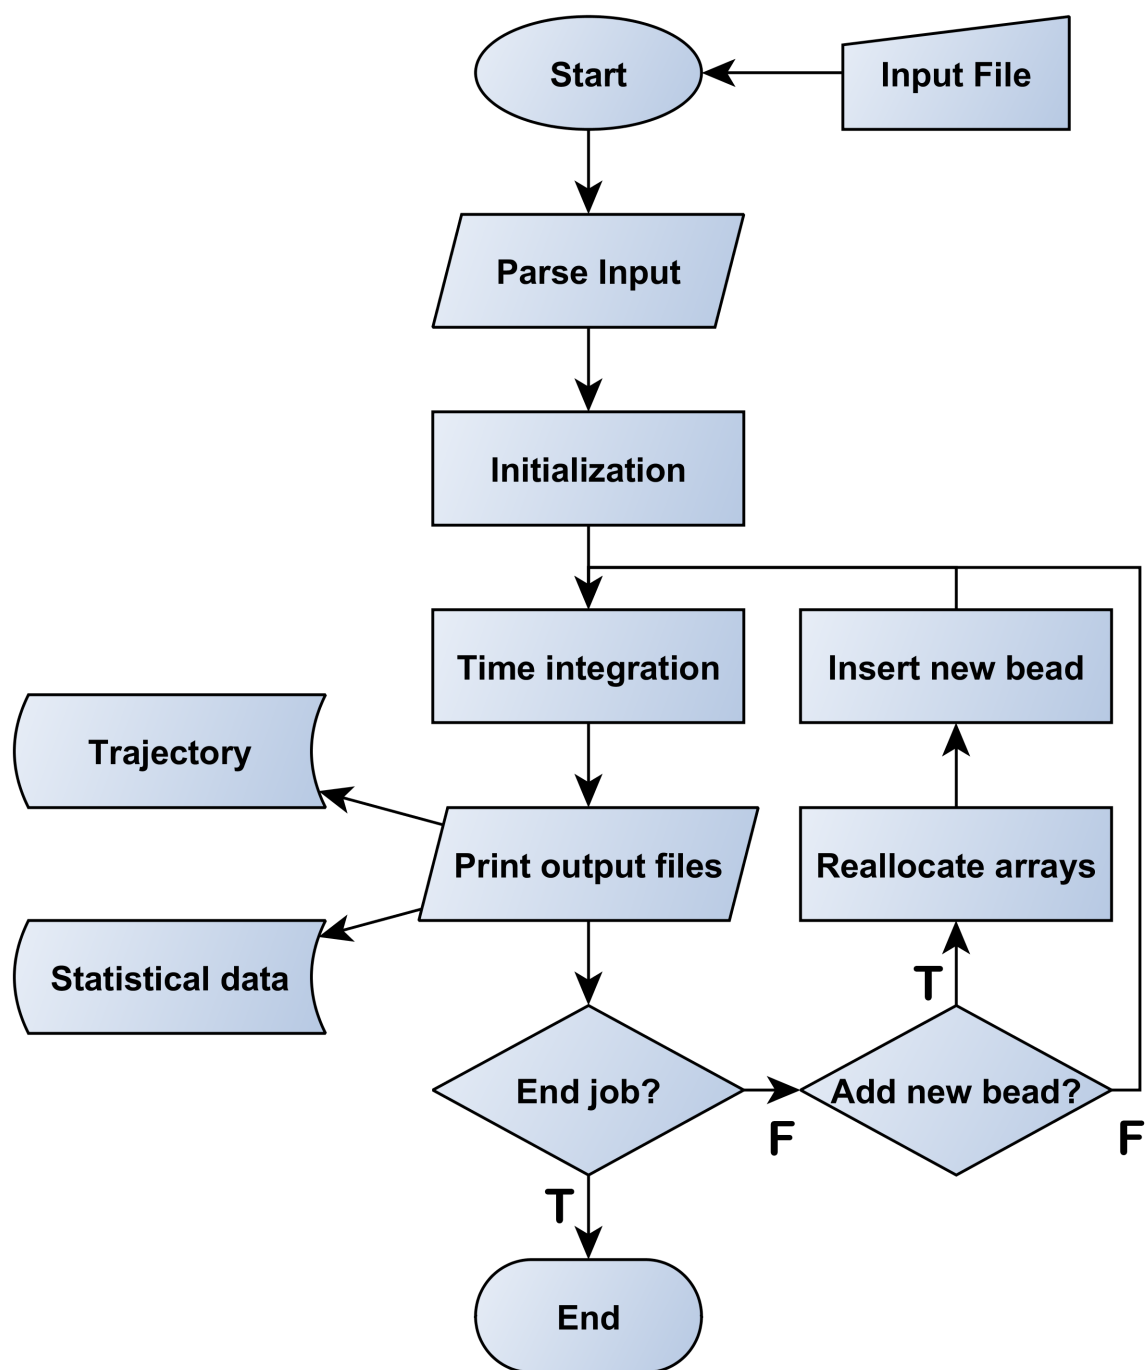 Start
Input File
Parse Input
Initialization
Time integration
Insert new bead
Trajectory
Print output files
Reallocate arrays
Statistical data
T
End job?
Add new bead?
F
F
T
End